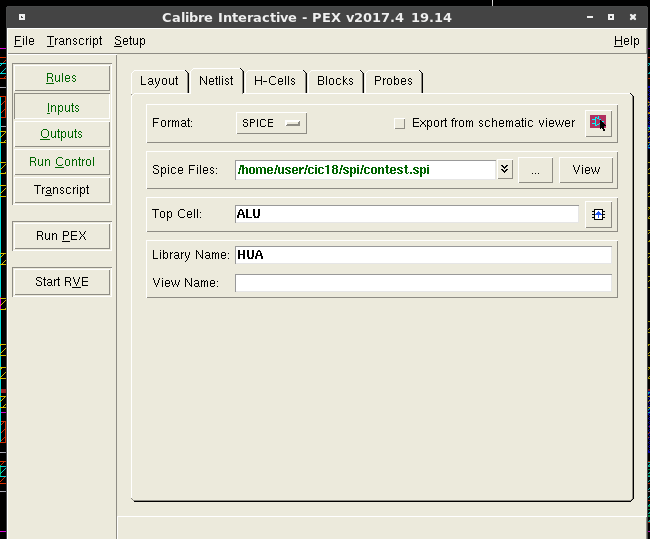 Calibre Interactive - PEX v2017.4 19.14
File Transcript Setup Help
Rules
Inputs
Outputs
Run Control
Transcript
Run PEX
Start RVE
Layout Netlist H-Cells Blocks Probes
Format: SPICE Export from schematic viewer
Spice Files: /home/user/cic18/spi/contest.spi ... View
Top Cell: ALU
Library Name: HUA
View Name: